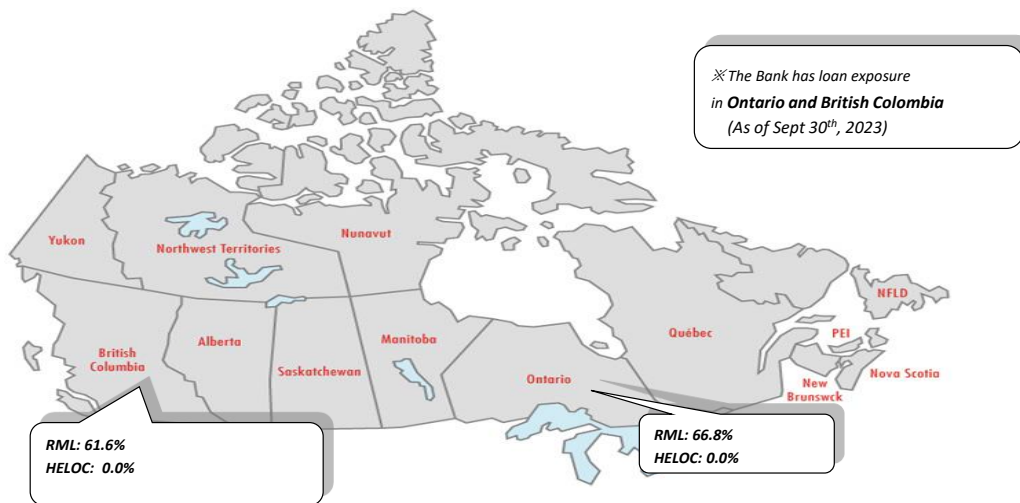 ※ The Bank has loan exposure
in Ontario and British Colombia
(As of Sept 30th, 2023)
Yukon
Northwest Territories
Nunavut
NFLD
British
Columbia
Alberta
Saskatchewan
Manitoba
Ontario
Québec
PEI
Nova Scotia
New
Brunswck
RML: 61.6%
HELOC: 0.0%
RML: 66.8%
HELOC: 0.0%